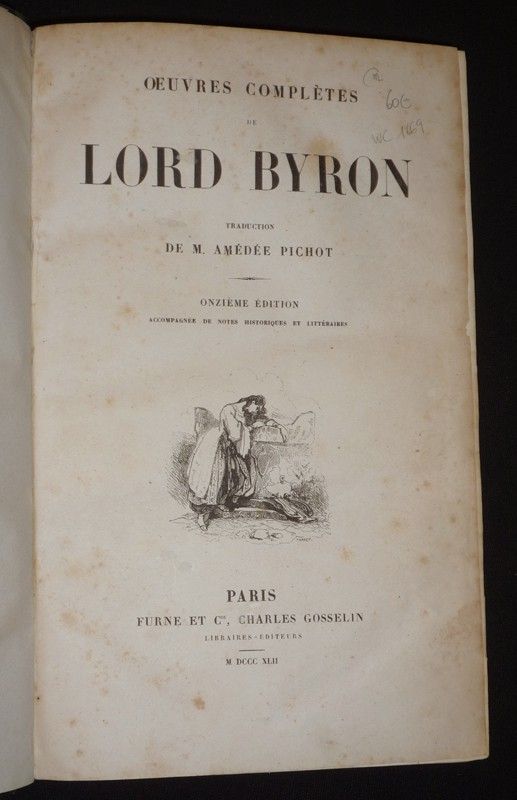 ŒUVRES COMPLÈTES
DE
LORD BYRON
TRADUCTION
DE M. AMÉDÉE PICHOT
ONZIÈME ÉDITION
ACCOMPAGNÉE DE NOTES HISTORIQUES ET LITTÉRAIRES
PARIS
FURNE ET Cie, CHARLES GOSSELIN
LIBRAIRES-ÉDITEURS
M DCCC XLII
60€